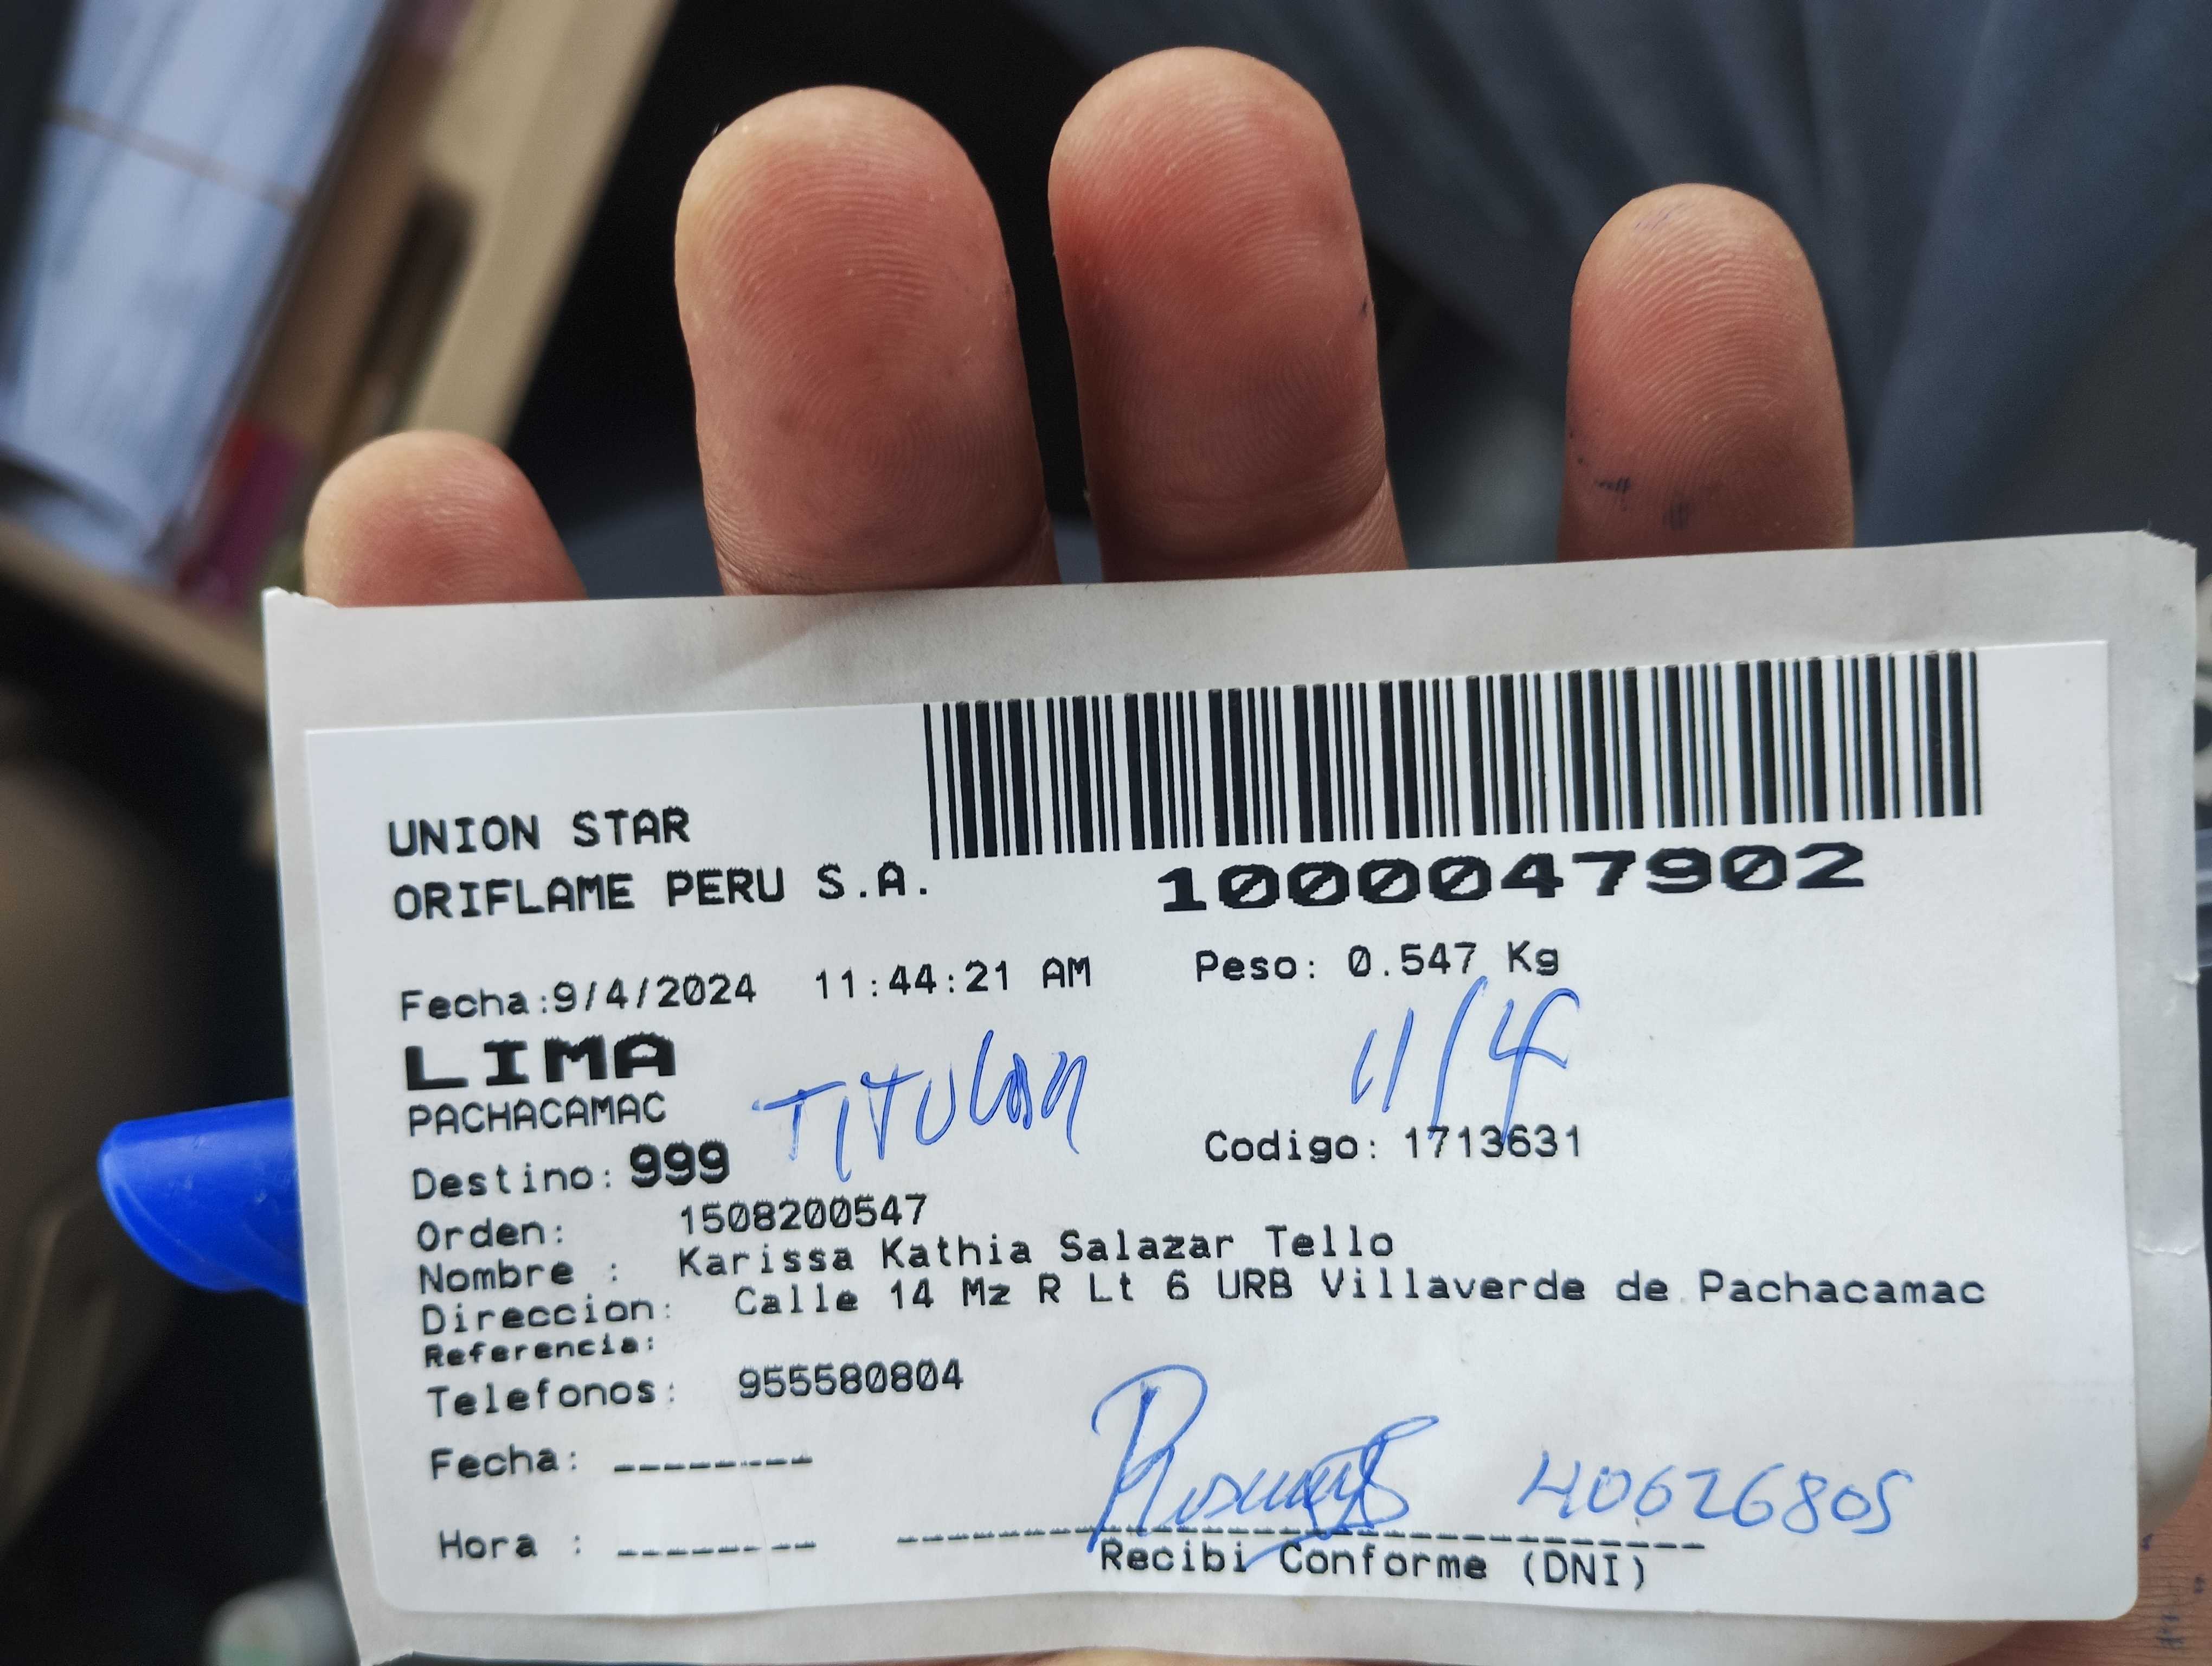 UNION STAR
ORIFLAME PERU S.A.
1000047902
Fecha:9/4/2024 11:44:21 AM Peso: 0.547 Kg
LIMA
PACHACAMAC
TITULAR 11/4
Destino: 999 Codigo: 1713631
Orden: 1508200547
Nombre : Karissa Kathia Salazar Tello
Direccion: Calle 14 Mz R Lt 6 URB Villaverde de Pachacamac
Referencia:
Telefonos: 955580804
Fecha: --------
40626805
Hora : --------
Recibi Conforme (DNI)